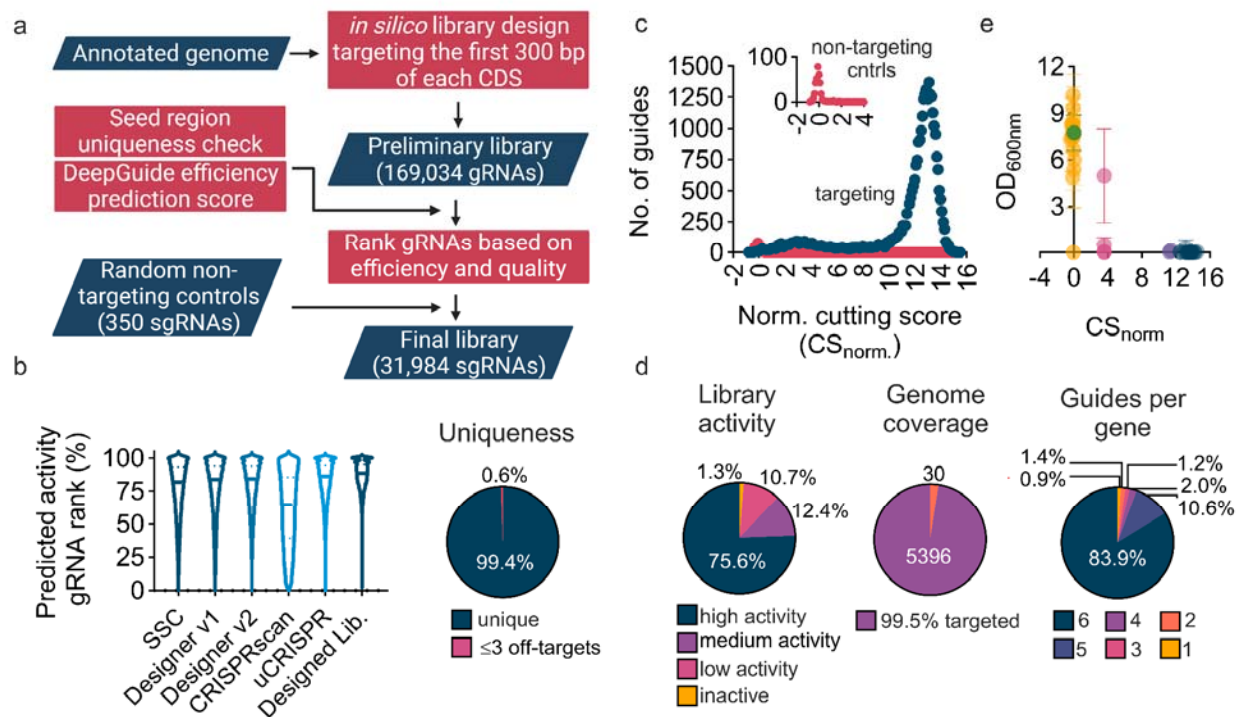 a
Annotated genome
in silico library design
targeting the first 300 bp
of each CDS
Seed region
uniqueness check
DeepGuide efficiency
prediction score
Preliminary library
(169,034 gRNAs)
Rank gRNAs based on
efficiency and quality
Random non-
targeting controls
(350 sgRNAs)
Final library
(31,984 sgRNAs)
b
Predicted activity
gRNA rank (%)
100
75
50
25
0
SSC
Designer v1
Designer v2
CRISPRscan
uCRISPR
Designed Lib.
Uniqueness
0.6%
99.4%
unique
≤3 off-targets
c
No. of guides
1500
1250
1000
750
500
250
0
100
0
-2
0
2
4
non-targeting
cntrls
targeting
-2
0
2
4
6
8
10
12
14
16
Norm. cutting score
(CSnorm.)
d
Library
activity
1.3%
10.7%
12.4%
75.6%
high activity
medium activity
low activity
inactive
Genome
coverage
30
5396
99.5% targeted
Guides per
gene
1.4%
0.9%
1.2%
2.0%
10.6%
83.9%
6
4
2
5
3
1
e
OD600nm
12
9
6
3
-4
0
4
8
12
16
CSnorm